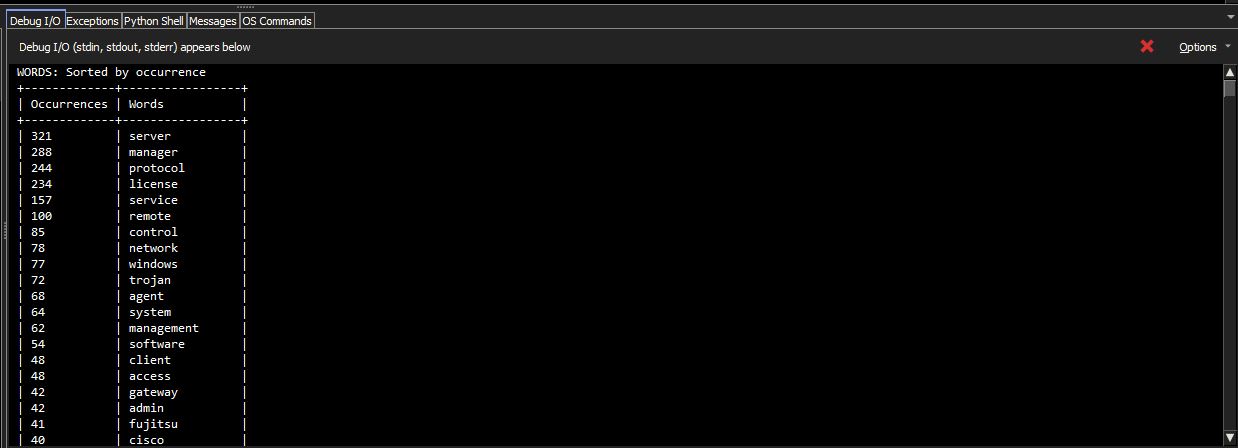 Debug I/O Exceptions Python Shell Messages OS Commands
Debug I/O (stdin, stdout, stderr) appears below Options
WORDS: Sorted by occurrence
+-------------+-----------------+
| Occurrences | Words |
+-------------+-----------------+
| 321 | server |
| 288 | manager |
| 244 | protocol |
| 234 | license |
| 157 | service |
| 100 | remote |
| 85 | control |
| 78 | network |
| 77 | windows |
| 72 | trojan |
| 68 | agent |
| 64 | system |
| 62 | management |
| 54 | software |
| 48 | client |
| 48 | access |
| 42 | gateway |
| 42 | admin |
| 41 | fujitsu |
| 40 | cisco |